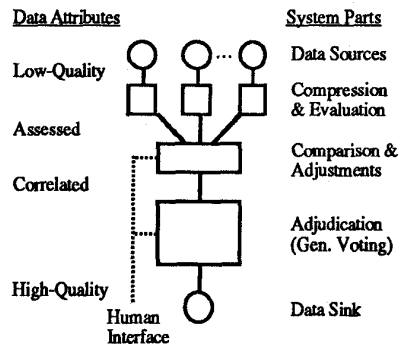 Data Attributes
System Parts
Data Sources
Low-Quality
Compression
& Evaluation
Assessed
Comparison &
Adjustments
Correlated
Adjudication
(Gen. Voting)
High-Quality
Human
Interface
Data Sink